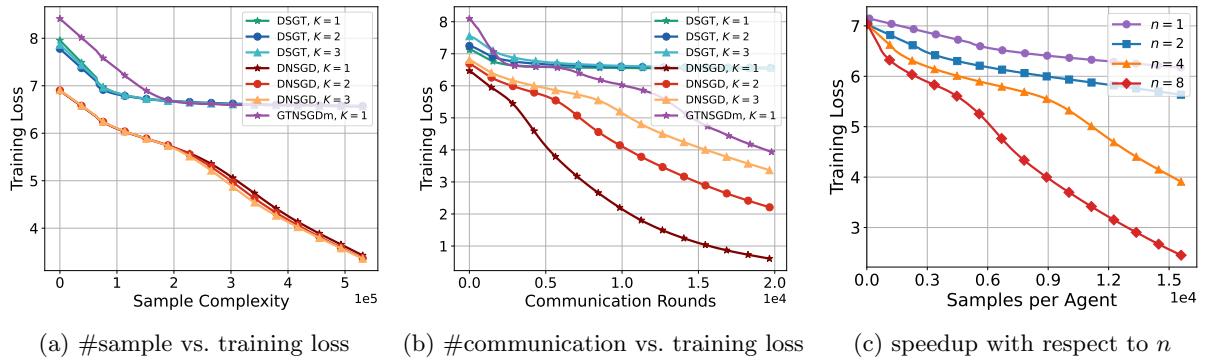 Training Loss
8
7
6
5
4
0
1
2
3
4
5
1e5
Sample Complexity
DSGT, K = 1
DSGT, K = 2
DSGT, K = 3
DNSGD, K = 1
DNSGD, K = 2
DNSGD, K = 3
GTNSGDm, K = 1
(a) #sample vs. training loss
Training Loss
8
7
6
5
4
3
2
1
0.0
0.5
1.0
1.5
2.0
1e4
Communication Rounds
DSGT, K = 1
DSGT, K = 2
DSGT, K = 3
DNSGD, K = 1
DNSGD, K = 2
DNSGD, K = 3
GTNSGDm, K = 1
(b) #communication vs. training loss
Training Loss
7
6
5
4
3
0.0
0.3
0.6
0.9
1.2
1.5
1e4
Samples per Agent
n = 1
n = 2
n = 4
n = 8
(c) speedup with respect to n